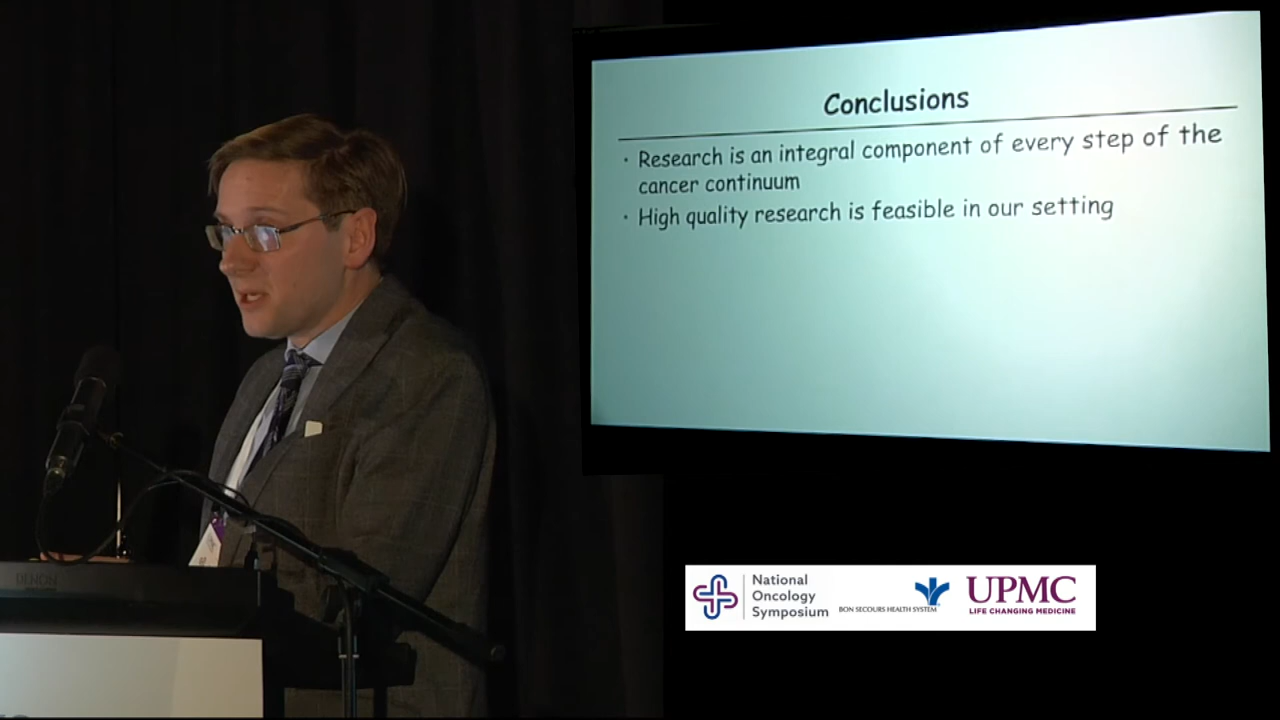 Conclusions
· Research is an integral component of every step of the
cancer continuum
· High quality research is feasible in our setting
DENON
National
Oncology
Symposium
BON SECOURS HEALTH SYSTEM
UPMC
LIFE CHANGING MEDICINE